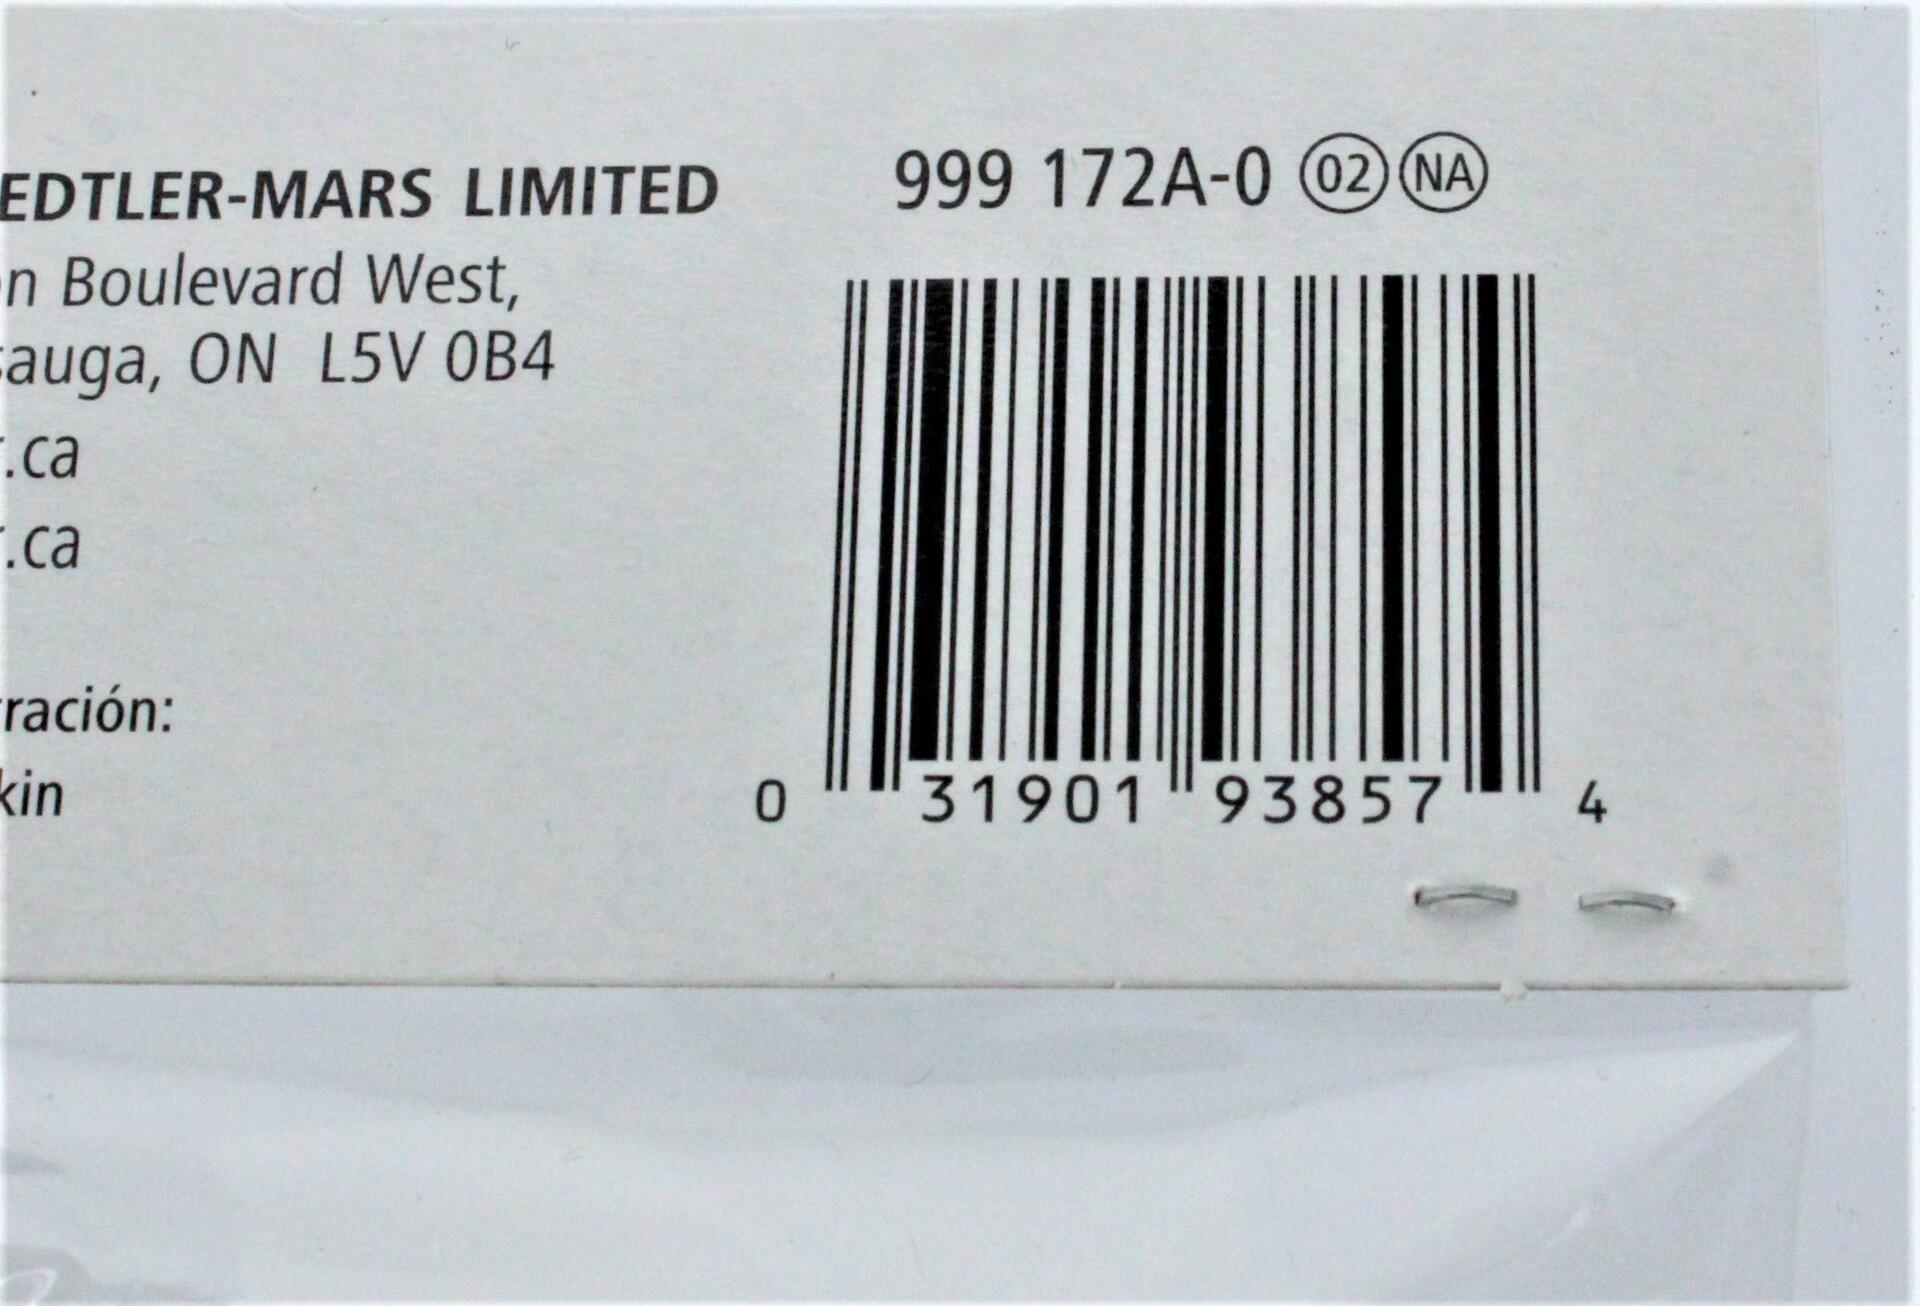 EDTLER-MARS LIMITED
n Boulevard West,
sauga, ON L5V 0B4
.ca
.ca
ración:
kin
999 172A-0 02 NA
0 31901 93857 4